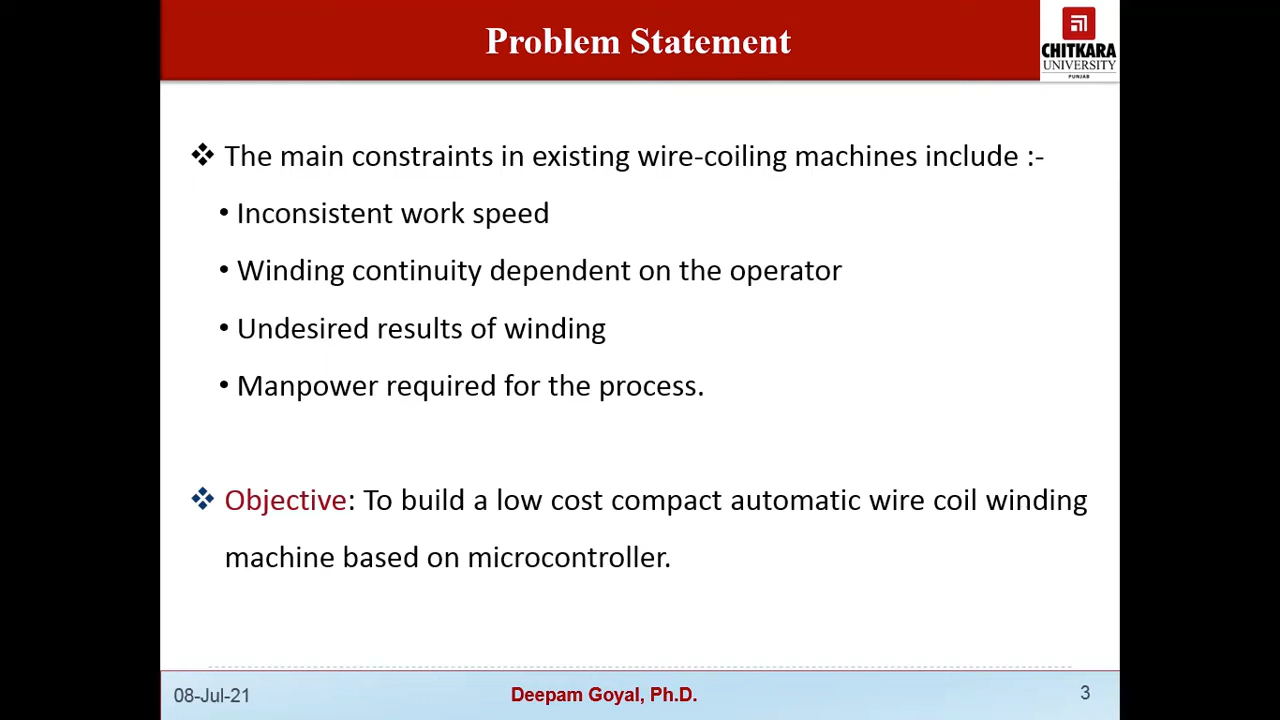 Problem Statement
CHITKARA
UNIVERSITY
PUNJAB
❖ The main constraints in existing wire-coiling machines include :-
• Inconsistent work speed
• Winding continuity dependent on the operator
• Undesired results of winding
• Manpower required for the process.
❖ Objective: To build a low cost compact automatic wire coil winding
machine based on microcontroller.
08-Jul-21
Deepam Goyal, Ph.D.
3